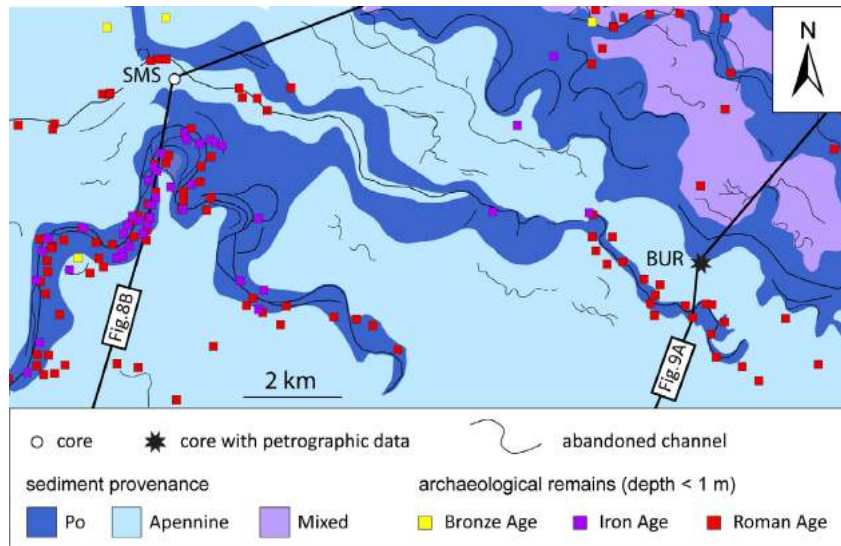 N
SMS
BUR
Fig.8B
Fig.9A
2 km
core
core with petrographic data
abandoned channel
sediment provenance
archaeological remains (depth < 1 m)
Po
Apennine
Mixed
Bronze Age
Iron Age
Roman Age